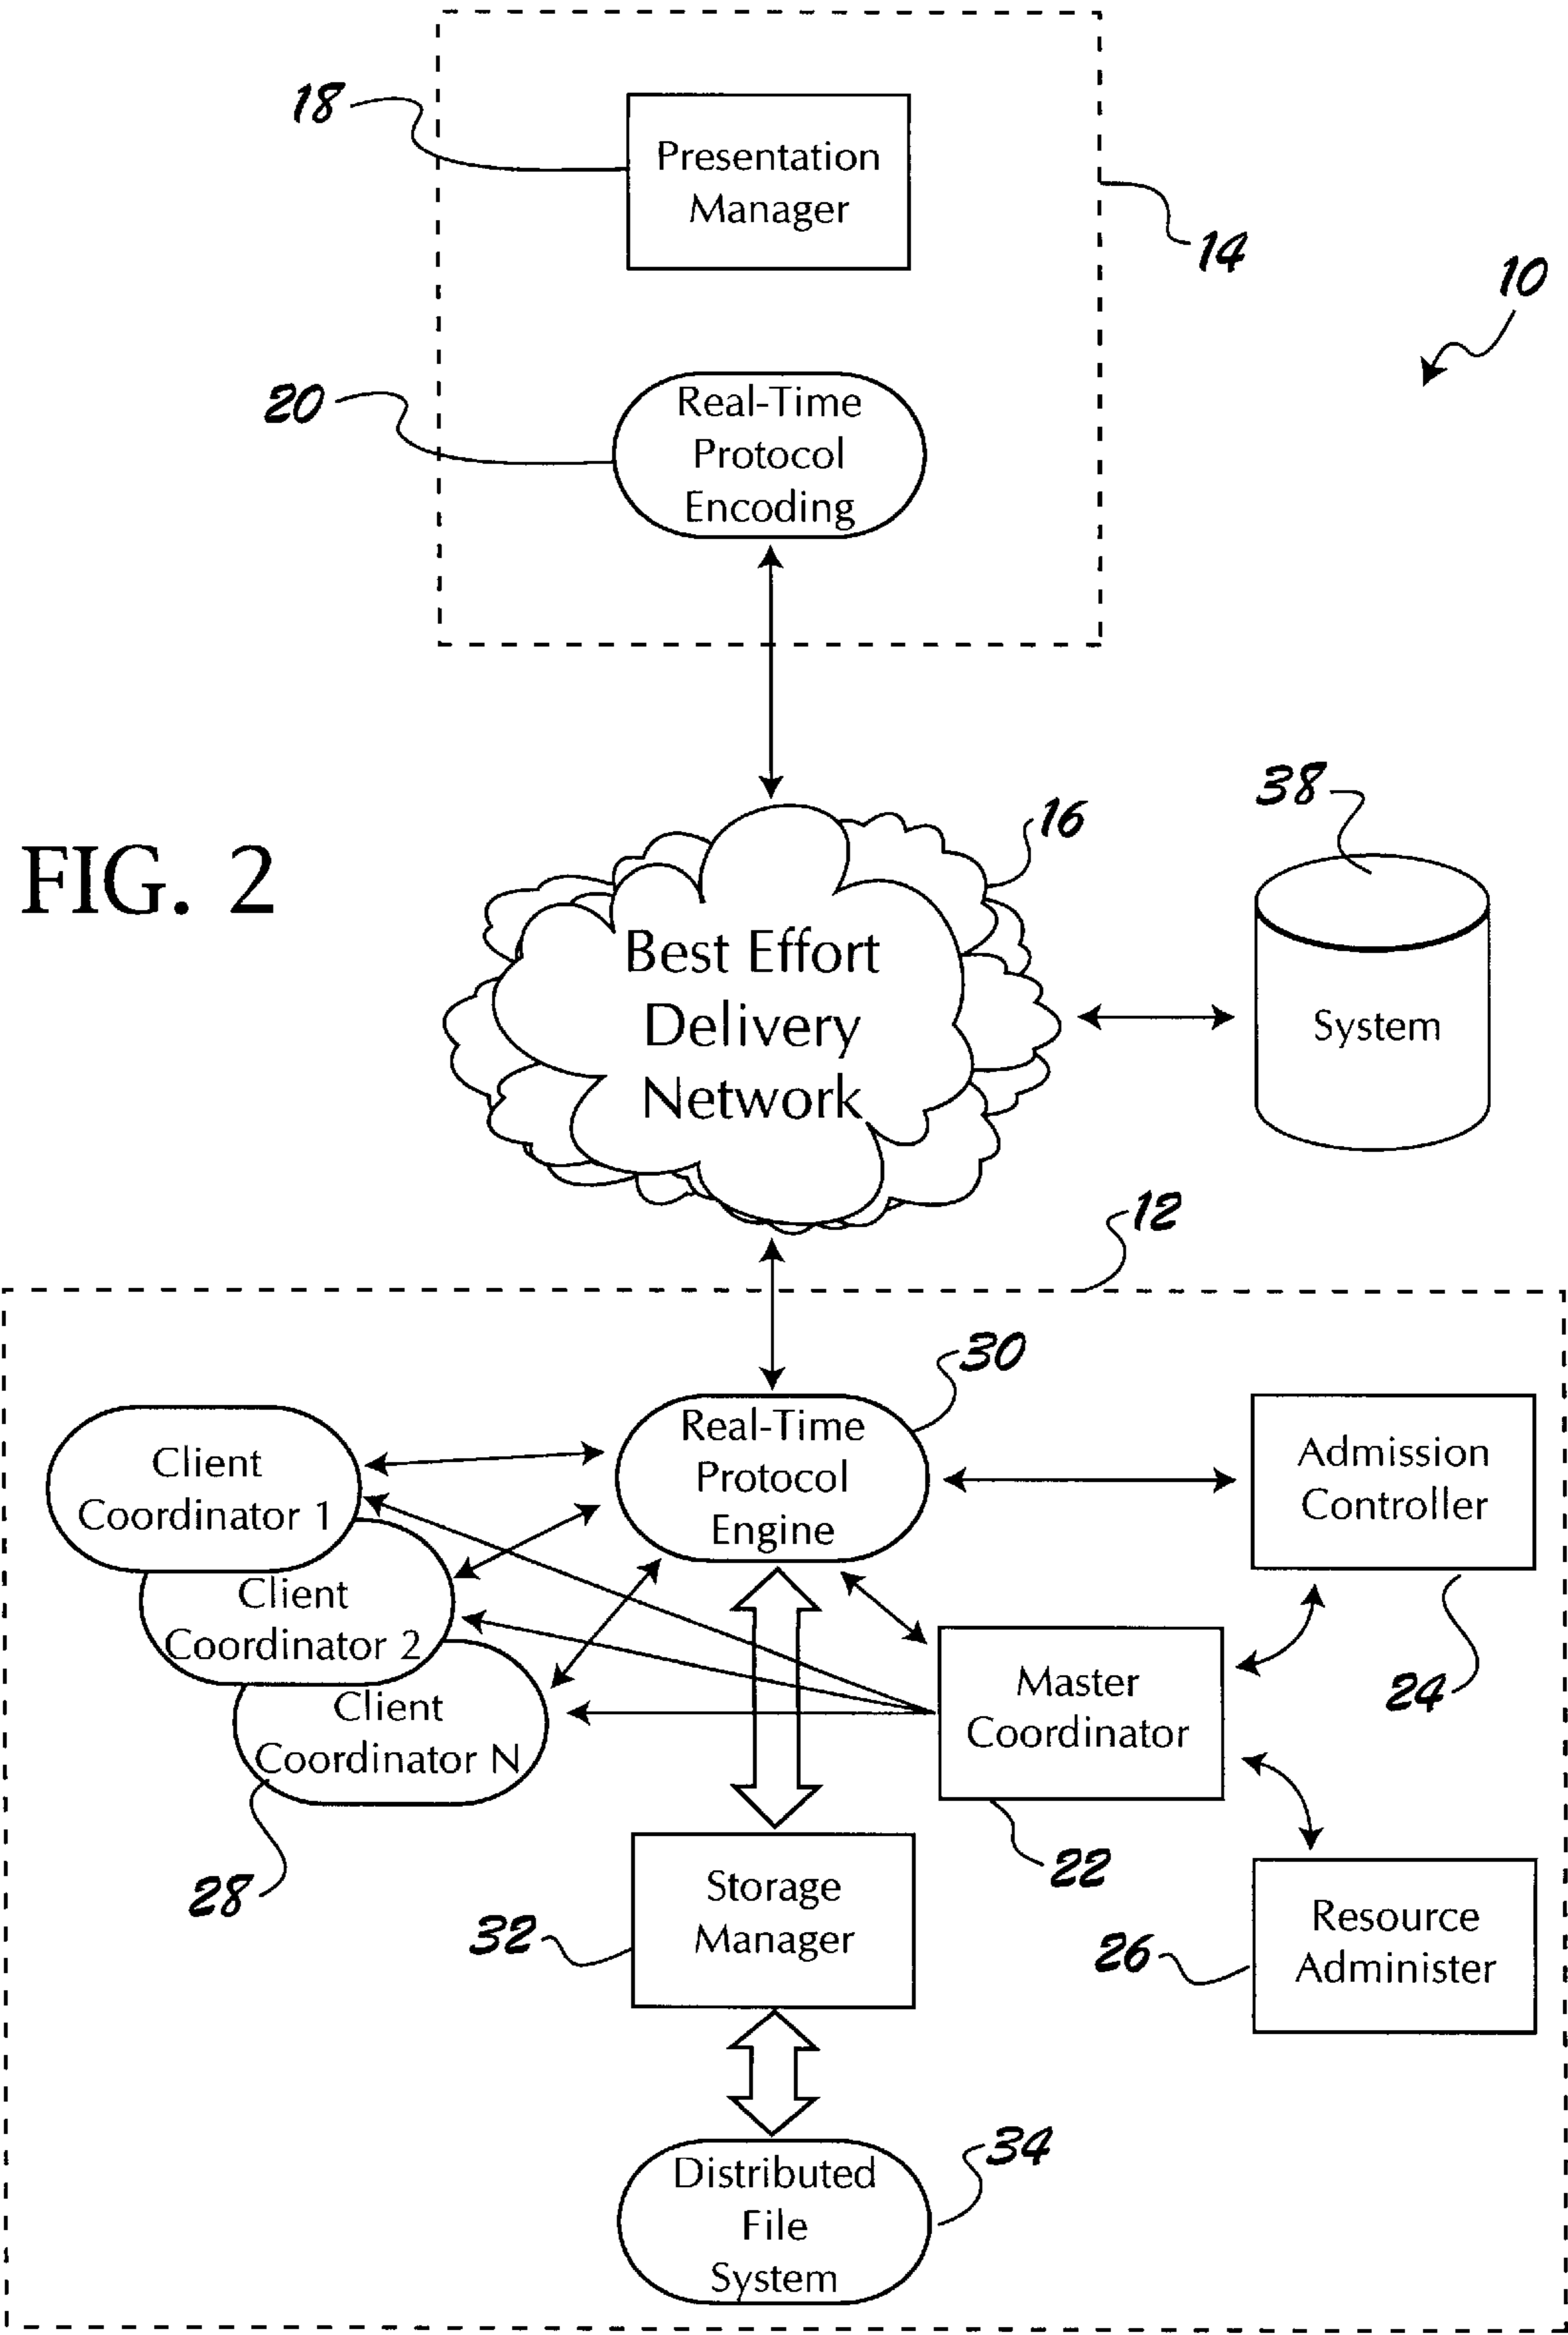 18
Presentation
Manager
14
10
20
Real-Time
Protocol
Encoding
38
16
FIG. 2
Best Effort
Delivery
Network
System
12
30
Real-Time
Protocol
Engine
Client
Coordinator 1
Admission
Controller
Client
Coordinator 2
Client
Coordinator N
Master
Coordinator
24
22
28
Storage
Manager
32
Resource
Administer
26
34
Distributed
File
System